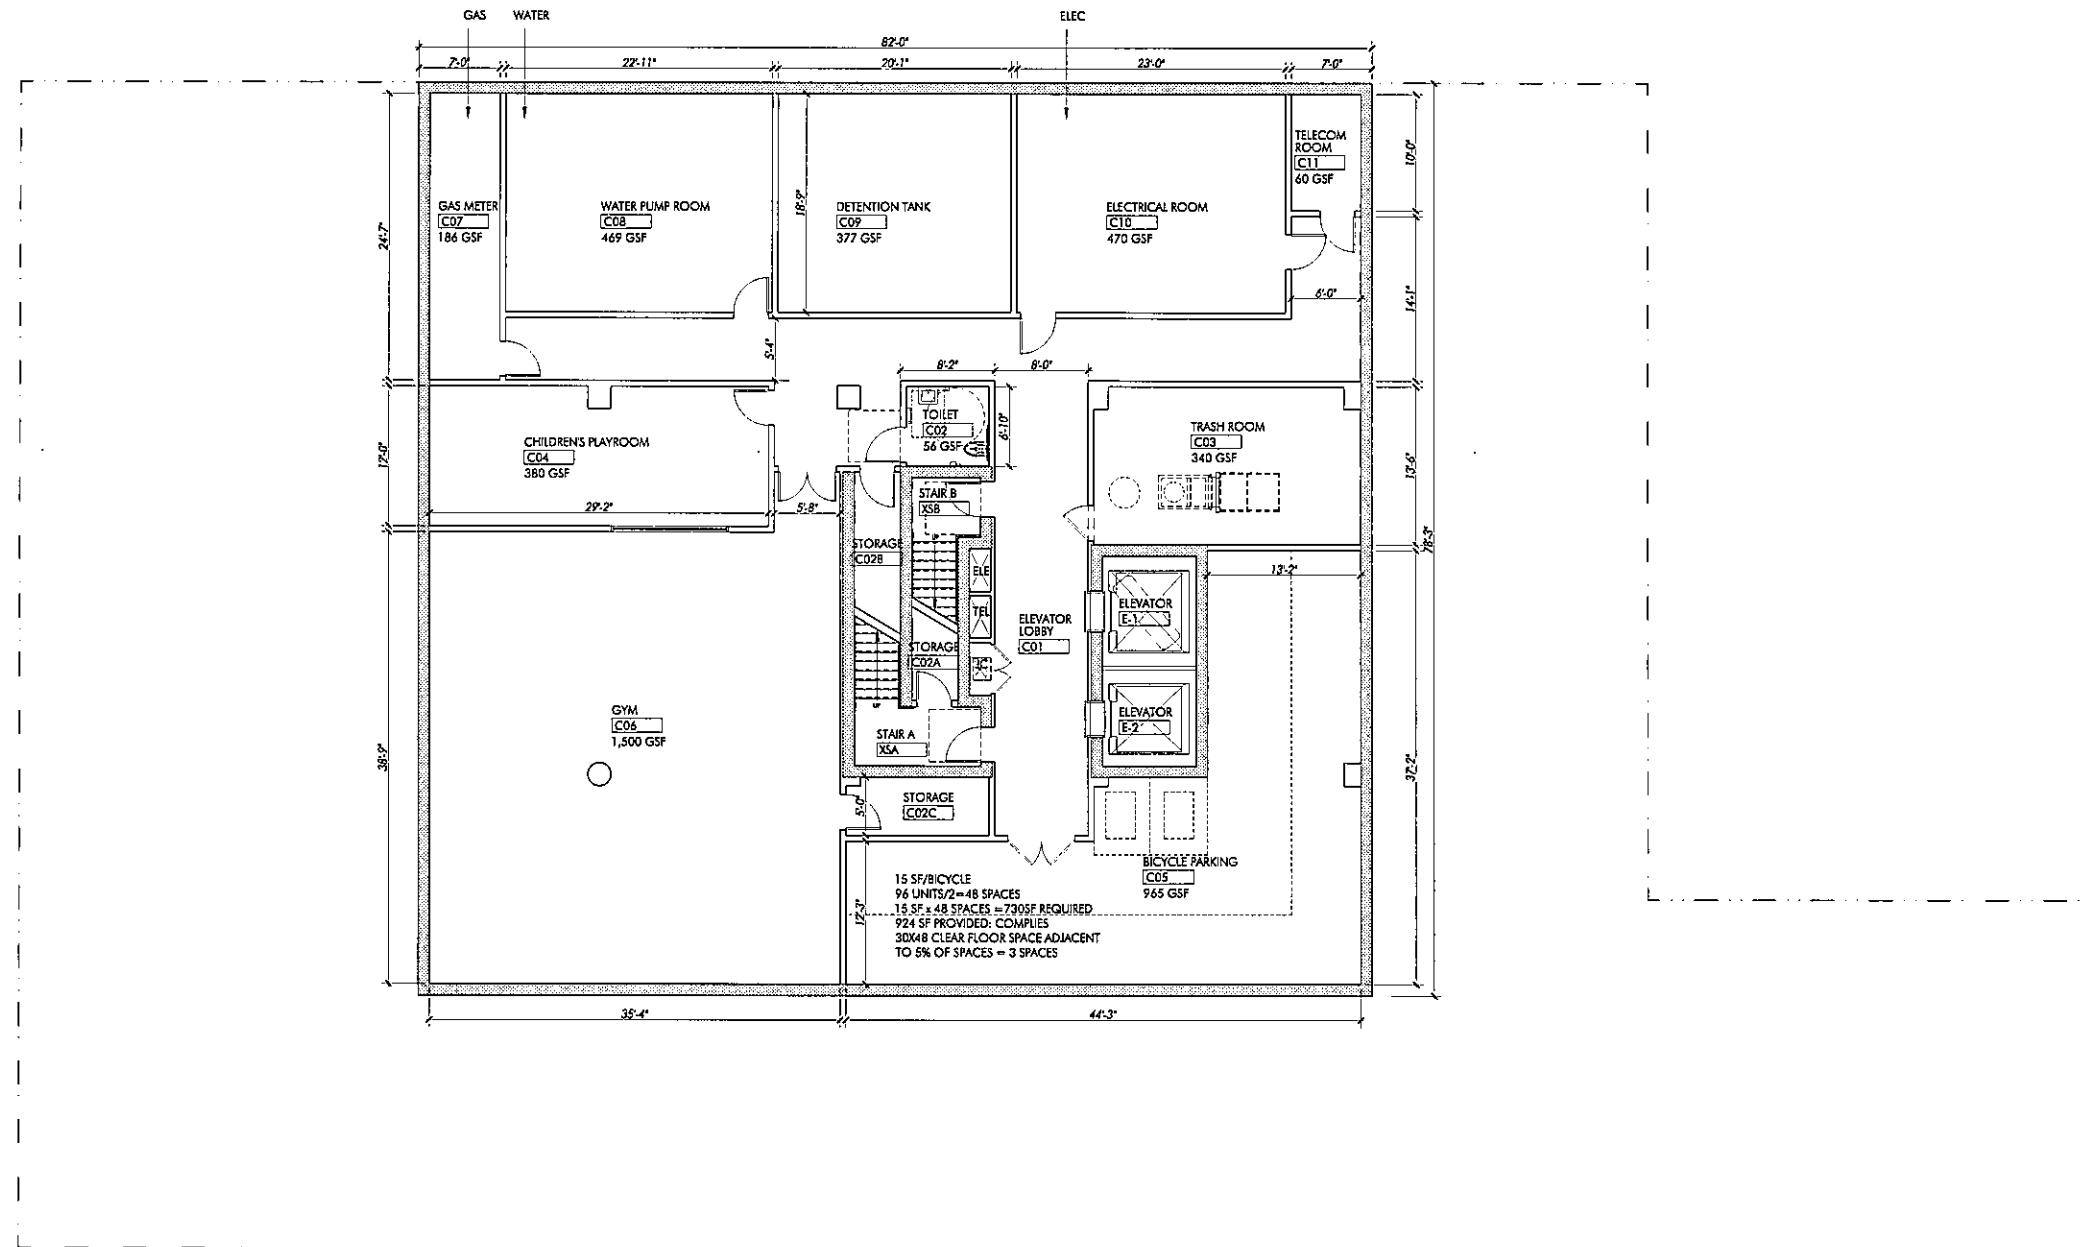 GAS WATER ELEC
82'-0"
7'-0" 22'-11" 20'-1" 23'-0" 7'-0"
TELECOM
ROOM
C11
60 GSF
10'-0"
GAS METER
C07
186 GSF
WATER PUMP ROOM
C08
469 GSF
18'-9"
DETENTION TANK
C09
377 GSF
ELECTRICAL ROOM
C10
470 GSF
24'-7"
6'-0"
14'-1"
5'-4"
8'-2" 8'-0"
TOILET
C02
56 GSF
6'-10"
CHILDREN'S PLAYROOM
C04
380 GSF
12'-0"
TRASH ROOM
C03
340 GSF
13'-6"
29'-2" 5'-8"
STAIR B
XSB
78'-3"
STORAGE
C02B
ELE
13'-2"
TEL
ELEVATOR
E-1
ELEVATOR
LOBBY
C01
STORAGE
C02A
UP
GYM
C06
1,500 GSF
ELEVATOR
E-2
STAIR A
XSA
38'-9"
37'-2"
STORAGE
C02C
5'-0"
BICYCLE PARKING
C05
965 GSF
15 SF/BICYCLE
96 UNITS/2=48 SPACES
15 SF x 48 SPACES =730SF REQUIRED
924 SF PROVIDED: COMPLIES
30X48 CLEAR FLOOR SPACE ADJACENT
TO 5% OF SPACES = 3 SPACES
12'-3"
35'-4" 44'-3"